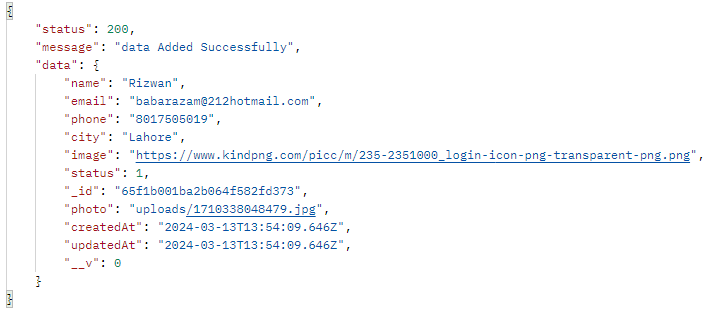 {
"status": 200,
"message": "data Added Successfully",
"data": {
"name": "Rizwan",
"email": "babarazam@212hotmail.com",
"phone": "8017505019",
"city": "Lahore",
"image": "https://www.kindpng.com/picc/m/235-2351000_login-icon-png-transparent-png.png",
"status": 1,
"_id": "65f1b001ba2b064f582fd373",
"photo": "uploads/1710338048479.jpg",
"createdAt": "2024-03-13T13:54:09.646Z",
"updatedAt": "2024-03-13T13:54:09.646Z",
"__v": 0
}
}